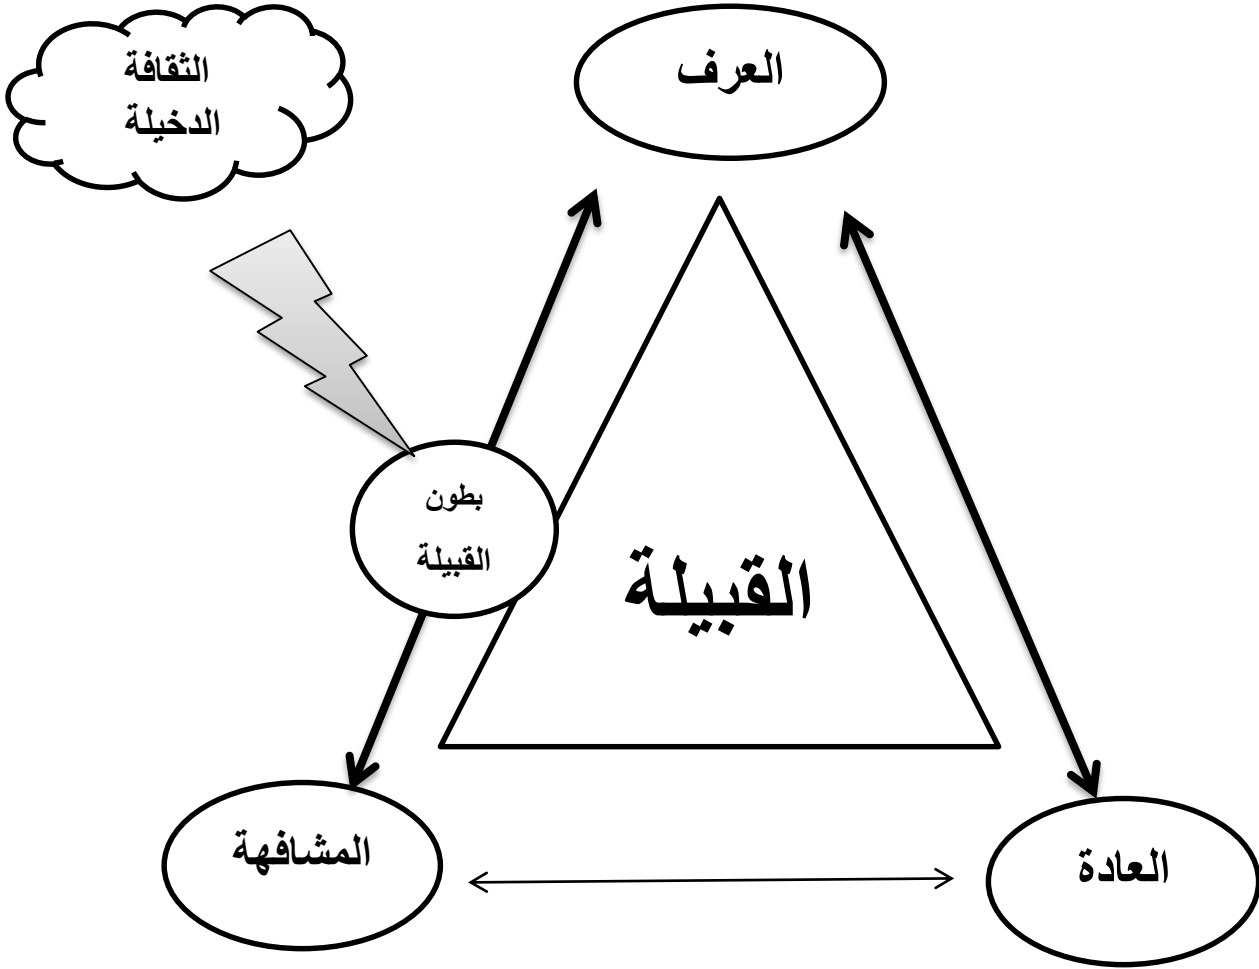 الثقافة
الدخيلة
العرف
بطون
القبيلة
القبيلة
المشافهة
العادة